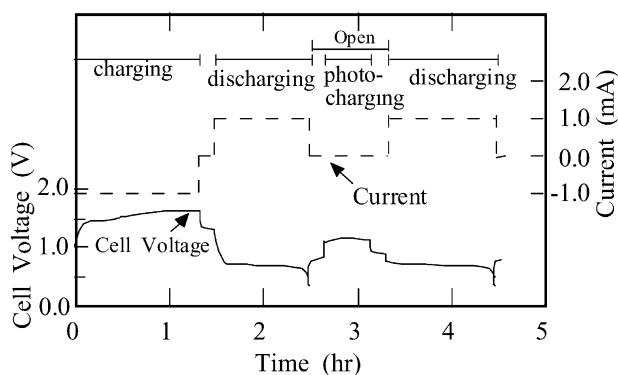 Open
charging
discharging
photo-
charging
discharging
2.0
1.0
0.0
-1.0
Current (mA)
Current
Cell Voltage
2.0
1.0
0.0
Cell Voltage (V)
0
1
2
3
4
5
Time (hr)